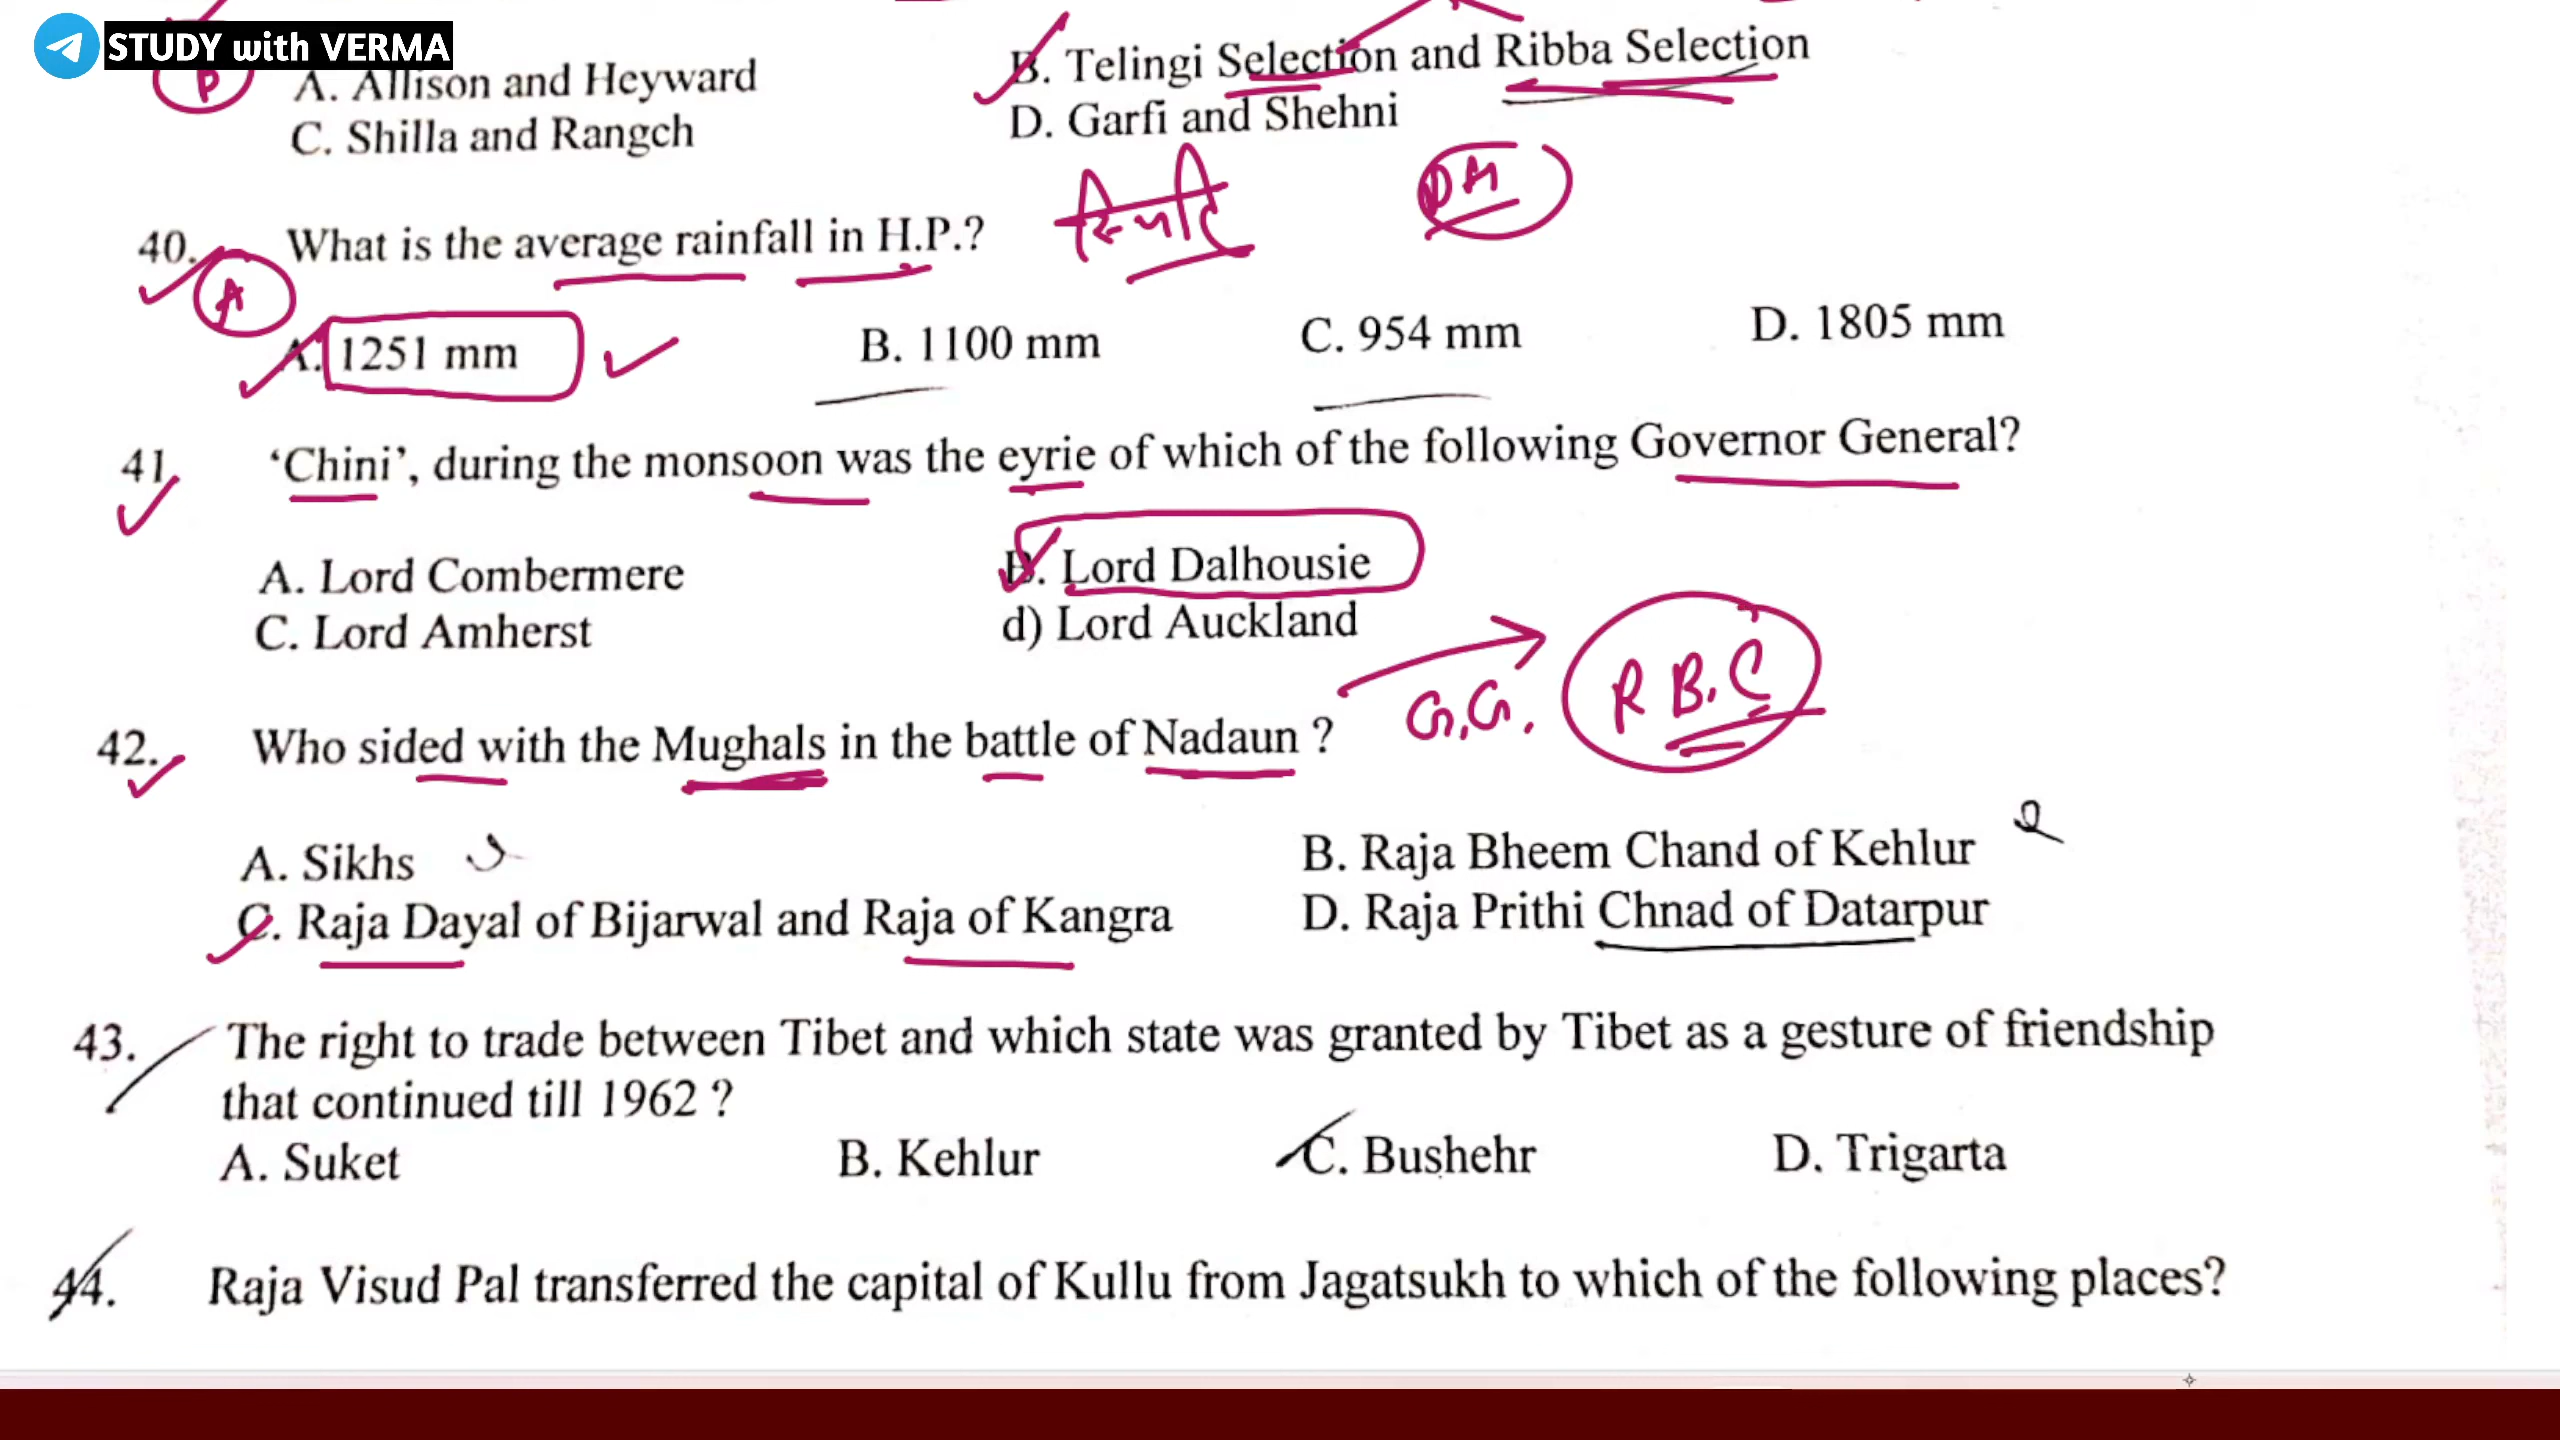 STUDY with VERMA
P
A. Allison and Heyward
B. Telingi Selection and Ribba Selection
C. Shilla and Rangch
D. Garfi and Shehni
40. What is the average rainfall in H.P.?
A
A. 1251 mm
B. 1100 mm
C. 954 mm
D. 1805 mm
41. ‘Chini’, during the monsoon was the eyrie of which of the following Governor General?
A. Lord Combermere
B. Lord Dalhousie
C. Lord Amherst
d) Lord Auckland
G.G.
R B.C
42. Who sided with the Mughals in the battle of Nadaun ?
A. Sikhs
B. Raja Bheem Chand of Kehlur
C. Raja Dayal of Bijarwal and Raja of Kangra
D. Raja Prithi Chnad of Datarpur
43. The right to trade between Tibet and which state was granted by Tibet as a gesture of friendship
that continued till 1962 ?
A. Suket
B. Kehlur
C. Bushehr
D. Trigarta
44. Raja Visud Pal transferred the capital of Kullu from Jagatsukh to which of the following places?